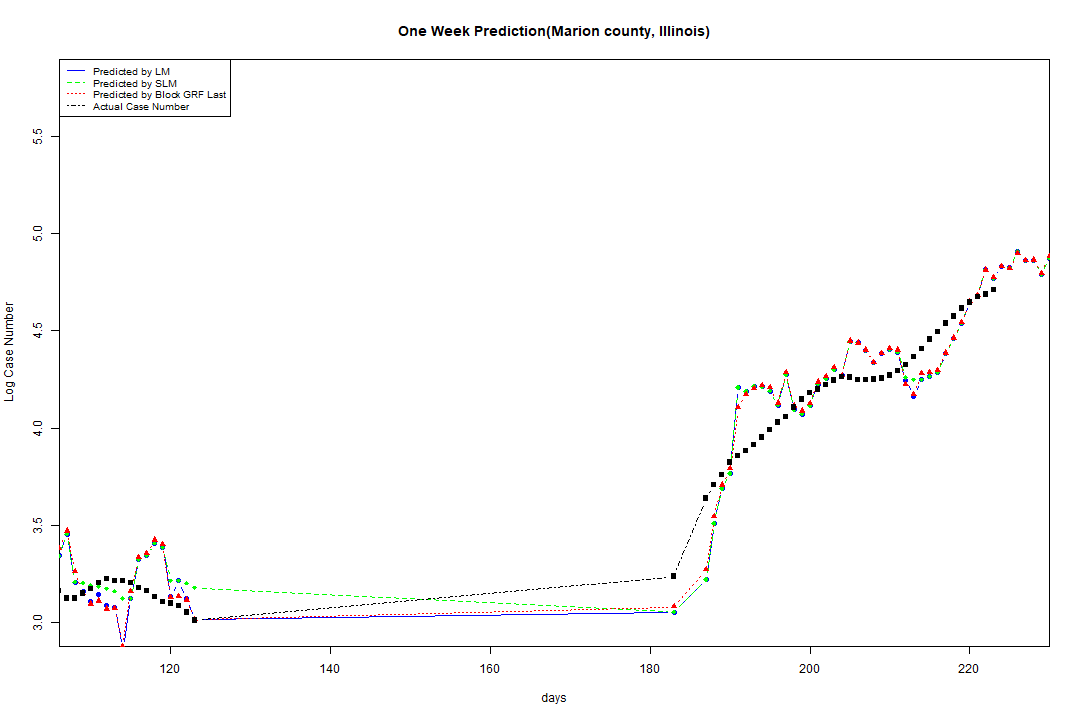 One Week Prediction(Marion county, Illinois)
Predicted by LM
Predicted by SLM
Predicted by Block GRF Last
Actual Case Number
Log Case Number
5.5
5.0
4.5
4.0
3.5
3.0
120 140 160 180 200 220
days